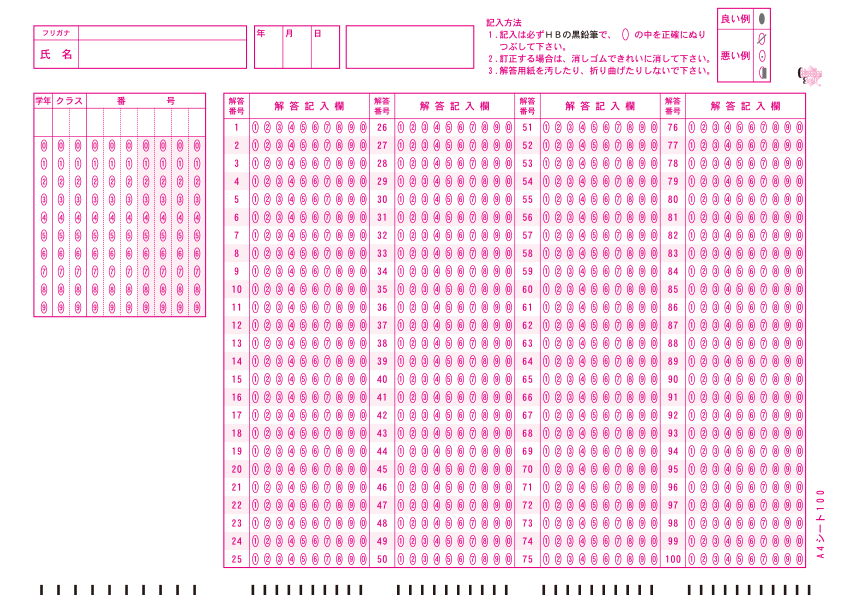 フリガナ
氏 名
年 月 日
記入方法
1.記入は必ずHBの黒鉛筆で、 の中を正確にぬり
つぶして下さい。
2.訂正する場合は、消しゴムできれいに消して下さい。
3.解答用紙を汚したり、折り曲げたりしないで下さい。
良い例
悪い例
学年 クラス 番 号
0 0 0 0 0 0 0 0 0 0
1 1 1 1 1 1 1 1 1 1
2 2 2 2 2 2 2 2 2 2
3 3 3 3 3 3 3 3 3 3
4 4 4 4 4 4 4 4 4 4
5 5 5 5 5 5 5 5 5 5
6 6 6 6 6 6 6 6 6 6
7 7 7 7 7 7 7 7 7 7
8 8 8 8 8 8 8 8 8 8
9 9 9 9 9 9 9 9 9 9
解答番号 解答記入欄 解答番号 解答記入欄 解答番号 解答記入欄 解答番号 解答記入欄
1 1 2 3 4 5 6 7 8 9 0 26 1 2 3 4 5 6 7 8 9 0 51 1 2 3 4 5 6 7 8 9 0 76 1 2 3 4 5 6 7 8 9 0
2 1 2 3 4 5 6 7 8 9 0 27 1 2 3 4 5 6 7 8 9 0 52 1 2 3 4 5 6 7 8 9 0 77 1 2 3 4 5 6 7 8 9 0
3 1 2 3 4 5 6 7 8 9 0 28 1 2 3 4 5 6 7 8 9 0 53 1 2 3 4 5 6 7 8 9 0 78 1 2 3 4 5 6 7 8 9 0
4 1 2 3 4 5 6 7 8 9 0 29 1 2 3 4 5 6 7 8 9 0 54 1 2 3 4 5 6 7 8 9 0 79 1 2 3 4 5 6 7 8 9 0
5 1 2 3 4 5 6 7 8 9 0 30 1 2 3 4 5 6 7 8 9 0 55 1 2 3 4 5 6 7 8 9 0 80 1 2 3 4 5 6 7 8 9 0
6 1 2 3 4 5 6 7 8 9 0 31 1 2 3 4 5 6 7 8 9 0 56 1 2 3 4 5 6 7 8 9 0 81 1 2 3 4 5 6 7 8 9 0
7 1 2 3 4 5 6 7 8 9 0 32 1 2 3 4 5 6 7 8 9 0 57 1 2 3 4 5 6 7 8 9 0 82 1 2 3 4 5 6 7 8 9 0
8 1 2 3 4 5 6 7 8 9 0 33 1 2 3 4 5 6 7 8 9 0 58 1 2 3 4 5 6 7 8 9 0 83 1 2 3 4 5 6 7 8 9 0
9 1 2 3 4 5 6 7 8 9 0 34 1 2 3 4 5 6 7 8 9 0 59 1 2 3 4 5 6 7 8 9 0 84 1 2 3 4 5 6 7 8 9 0
10 1 2 3 4 5 6 7 8 9 0 35 1 2 3 4 5 6 7 8 9 0 60 1 2 3 4 5 6 7 8 9 0 85 1 2 3 4 5 6 7 8 9 0
11 1 2 3 4 5 6 7 8 9 0 36 1 2 3 4 5 6 7 8 9 0 61 1 2 3 4 5 6 7 8 9 0 86 1 2 3 4 5 6 7 8 9 0
12 1 2 3 4 5 6 7 8 9 0 37 1 2 3 4 5 6 7 8 9 0 62 1 2 3 4 5 6 7 8 9 0 87 1 2 3 4 5 6 7 8 9 0
13 1 2 3 4 5 6 7 8 9 0 38 1 2 3 4 5 6 7 8 9 0 63 1 2 3 4 5 6 7 8 9 0 88 1 2 3 4 5 6 7 8 9 0
14 1 2 3 4 5 6 7 8 9 0 39 1 2 3 4 5 6 7 8 9 0 64 1 2 3 4 5 6 7 8 9 0 89 1 2 3 4 5 6 7 8 9 0
15 1 2 3 4 5 6 7 8 9 0 40 1 2 3 4 5 6 7 8 9 0 65 1 2 3 4 5 6 7 8 9 0 90 1 2 3 4 5 6 7 8 9 0
16 1 2 3 4 5 6 7 8 9 0 41 1 2 3 4 5 6 7 8 9 0 66 1 2 3 4 5 6 7 8 9 0 91 1 2 3 4 5 6 7 8 9 0
17 1 2 3 4 5 6 7 8 9 0 42 1 2 3 4 5 6 7 8 9 0 67 1 2 3 4 5 6 7 8 9 0 92 1 2 3 4 5 6 7 8 9 0
18 1 2 3 4 5 6 7 8 9 0 43 1 2 3 4 5 6 7 8 9 0 68 1 2 3 4 5 6 7 8 9 0 93 1 2 3 4 5 6 7 8 9 0
19 1 2 3 4 5 6 7 8 9 0 44 1 2 3 4 5 6 7 8 9 0 69 1 2 3 4 5 6 7 8 9 0 94 1 2 3 4 5 6 7 8 9 0
20 1 2 3 4 5 6 7 8 9 0 45 1 2 3 4 5 6 7 8 9 0 70 1 2 3 4 5 6 7 8 9 0 95 1 2 3 4 5 6 7 8 9 0
21 1 2 3 4 5 6 7 8 9 0 46 1 2 3 4 5 6 7 8 9 0 71 1 2 3 4 5 6 7 8 9 0 96 1 2 3 4 5 6 7 8 9 0
22 1 2 3 4 5 6 7 8 9 0 47 1 2 3 4 5 6 7 8 9 0 72 1 2 3 4 5 6 7 8 9 0 97 1 2 3 4 5 6 7 8 9 0
23 1 2 3 4 5 6 7 8 9 0 48 1 2 3 4 5 6 7 8 9 0 73 1 2 3 4 5 6 7 8 9 0 98 1 2 3 4 5 6 7 8 9 0
24 1 2 3 4 5 6 7 8 9 0 49 1 2 3 4 5 6 7 8 9 0 74 1 2 3 4 5 6 7 8 9 0 99 1 2 3 4 5 6 7 8 9 0
25 1 2 3 4 5 6 7 8 9 0 50 1 2 3 4 5 6 7 8 9 0 75 1 2 3 4 5 6 7 8 9 0 100 1 2 3 4 5 6 7 8 9 0
A4シート100